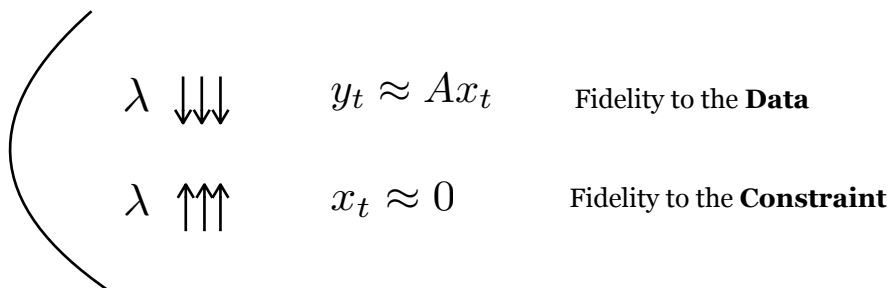 λ ↓↓↓ y_t ≈ Ax_t Fidelity to the Data
λ ↑↑↑ x_t ≈ 0 Fidelity to the Constraint